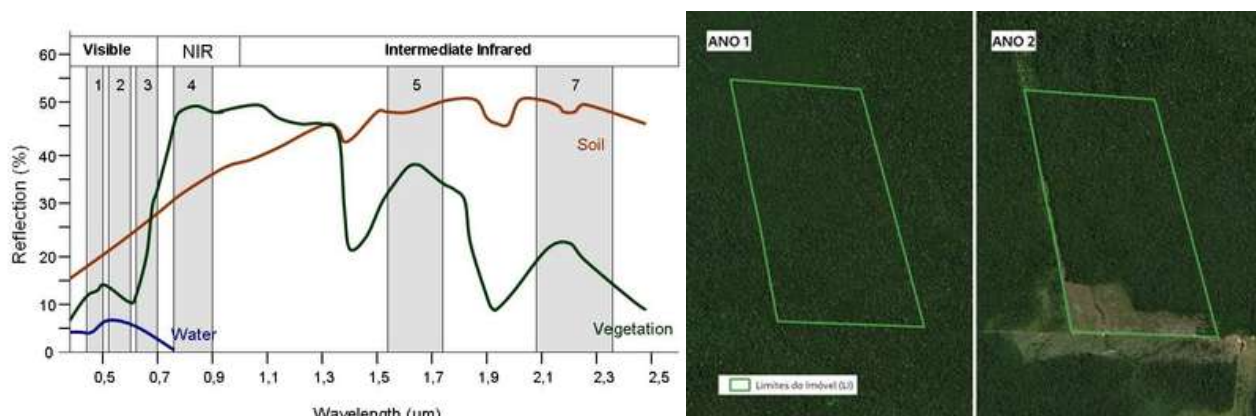 Visible NIR Intermediate Infrared
60
50
40
30
20
10
0
Reflection (%)
1 2 3 4 5 7
Soil
Water
Vegetation
0,5 0,7 0,9 1,1 1,3 1,5 1,7 1,9 2,1 2,3 2,5
Wavelength (µm)
ANO 1
Limites do Imóvel (LI)
ANO 2